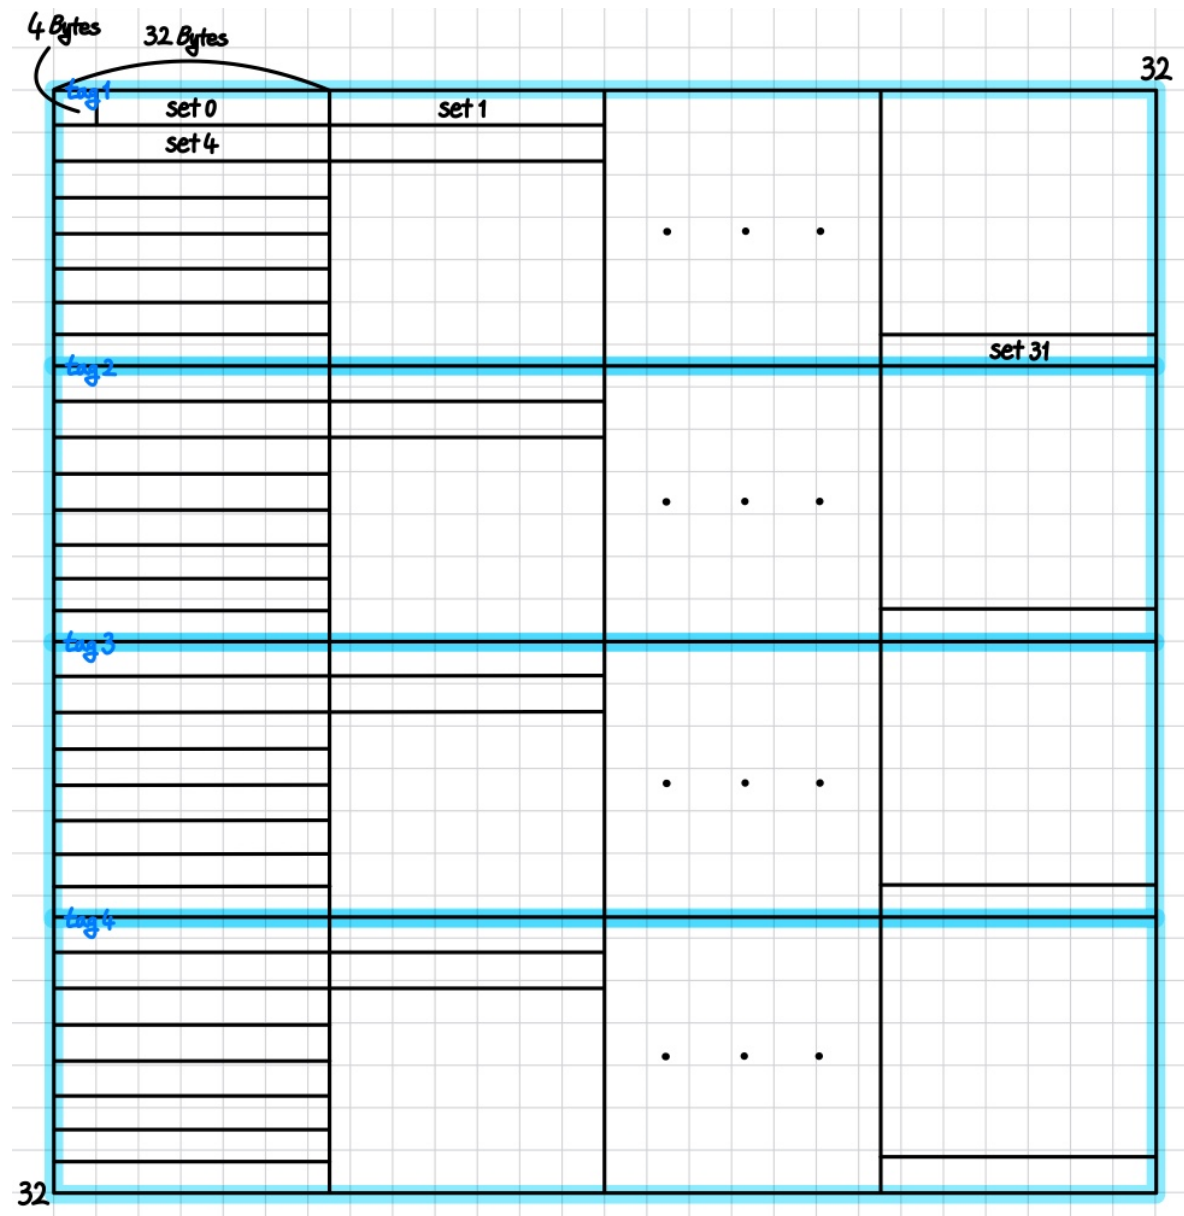 4 Bytes
32 Bytes
32
tag 1
set 0
set 1
set 4
set 31
tag 2
tag 3
tag 4
32